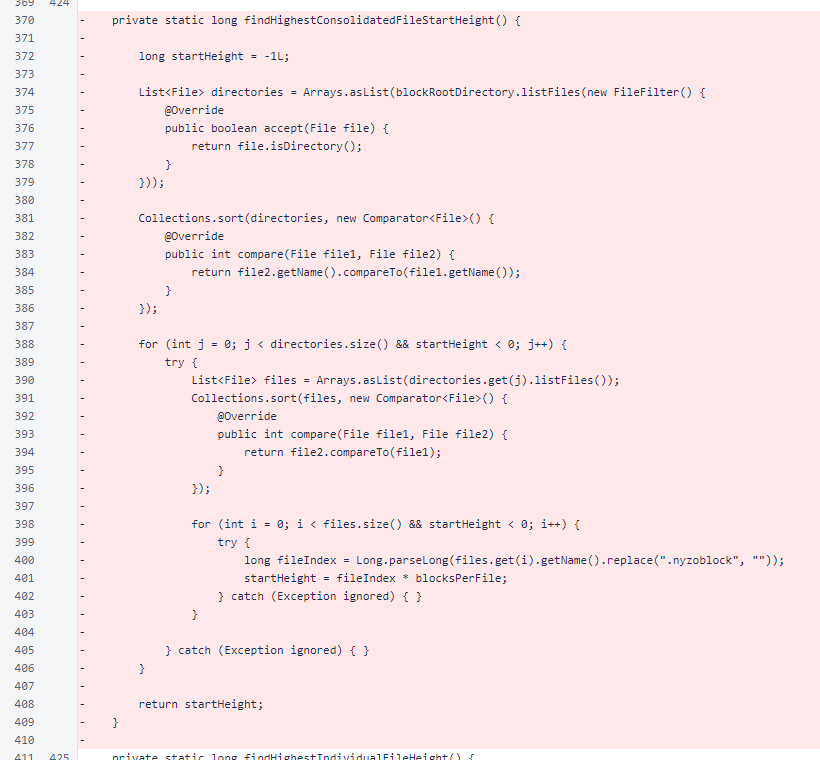 369 424
370 - private static long findHighestConsolidatedFileStartHeight() {
371 -
372 - long startHeight = -1L;
373 -
374 - List<File> directories = Arrays.asList(blockRootDirectory.listFiles(new FileFilter() {
375 - @Override
376 - public boolean accept(File file) {
377 - return file.isDirectory();
378 - }
379 - }));
380 -
381 - Collections.sort(directories, new Comparator<File>() {
382 - @Override
383 - public int compare(File file1, File file2) {
384 - return file2.getName().compareTo(file1.getName());
385 - }
386 - });
387 -
388 - for (int j = 0; j < directories.size() && startHeight < 0; j++) {
389 - try {
390 - List<File> files = Arrays.asList(directories.get(j).listFiles());
391 - Collections.sort(files, new Comparator<File>() {
392 - @Override
393 - public int compare(File file1, File file2) {
394 - return file2.compareTo(file1);
395 - }
396 - });
397 -
398 - for (int i = 0; i < files.size() && startHeight < 0; i++) {
399 - try {
400 - long fileIndex = Long.parseLong(files.get(i).getName().replace(".nyzoblock", ""));
401 - startHeight = fileIndex * blocksPerFile;
402 - } catch (Exception ignored) { }
403 - }
404 -
405 - } catch (Exception ignored) { }
406 - }
407 -
408 - return startHeight;
409 - }
410 -
411 425 private static long findHighestIndividualFileHeight() {